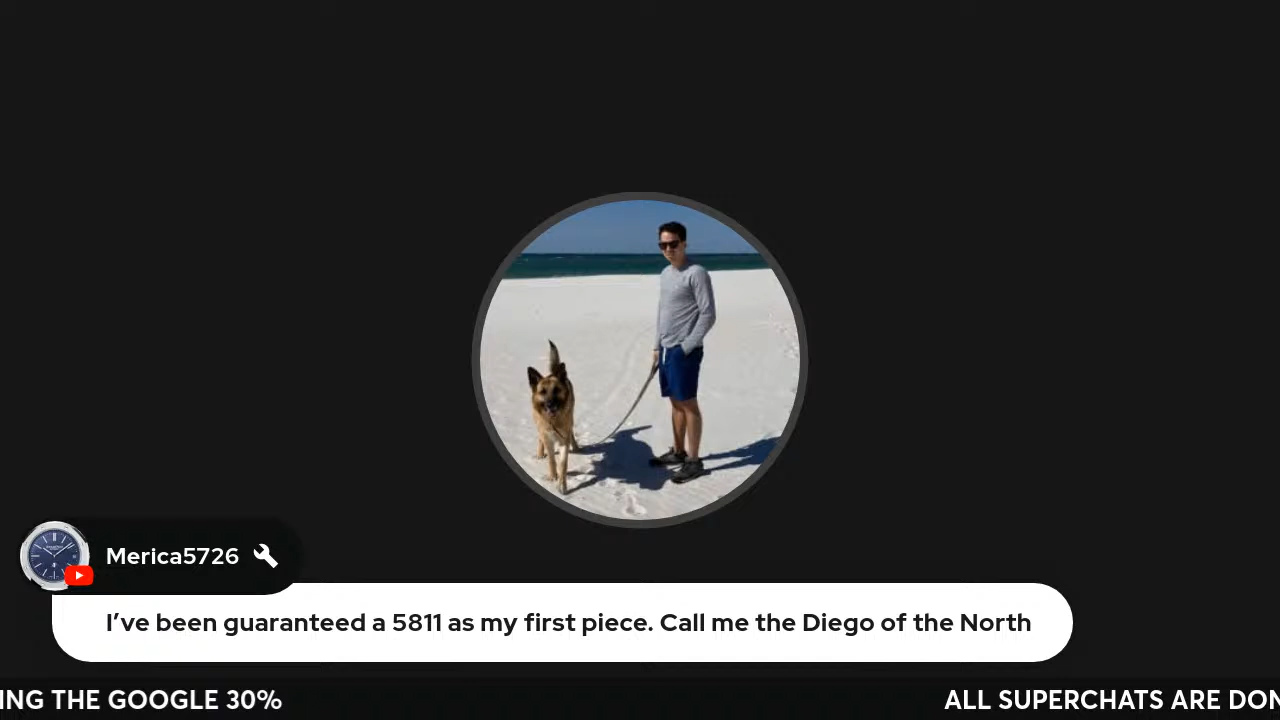 Merica5726
I’ve been guaranteed a 5811 as my first piece. Call me the Diego of the North
ING THE GOOGLE 30% ALL SUPERCHATS ARE DON